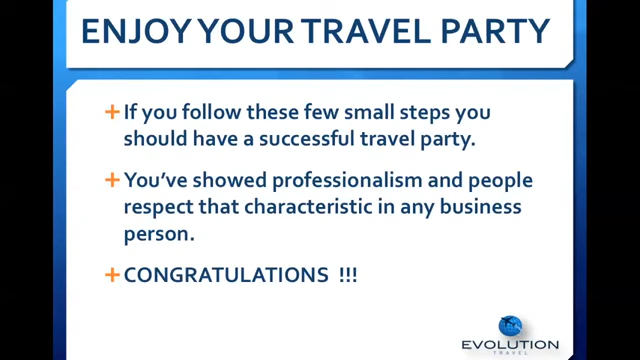 ENJOY YOUR TRAVEL PARTY
If you follow these few small steps you
should have a successful travel party.
You've showed professionalism and people
respect that characteristic in any business
person.
CONGRATULATIONS !!!
EVOLUTION
TRAVEL